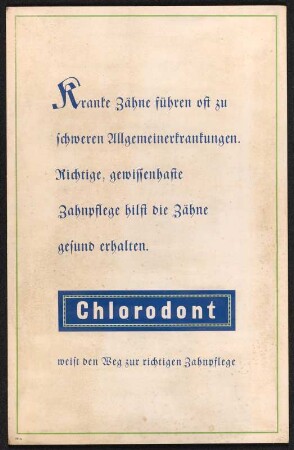 Kranke Zähne führen oft zu
schweren Allgemeinerkrankungen.
Richtige, gewissenhafte
Zahnpflege hilft die Zähne
gesund erhalten.
Chlorodont
weist den Weg zur richtigen Zahnpflege